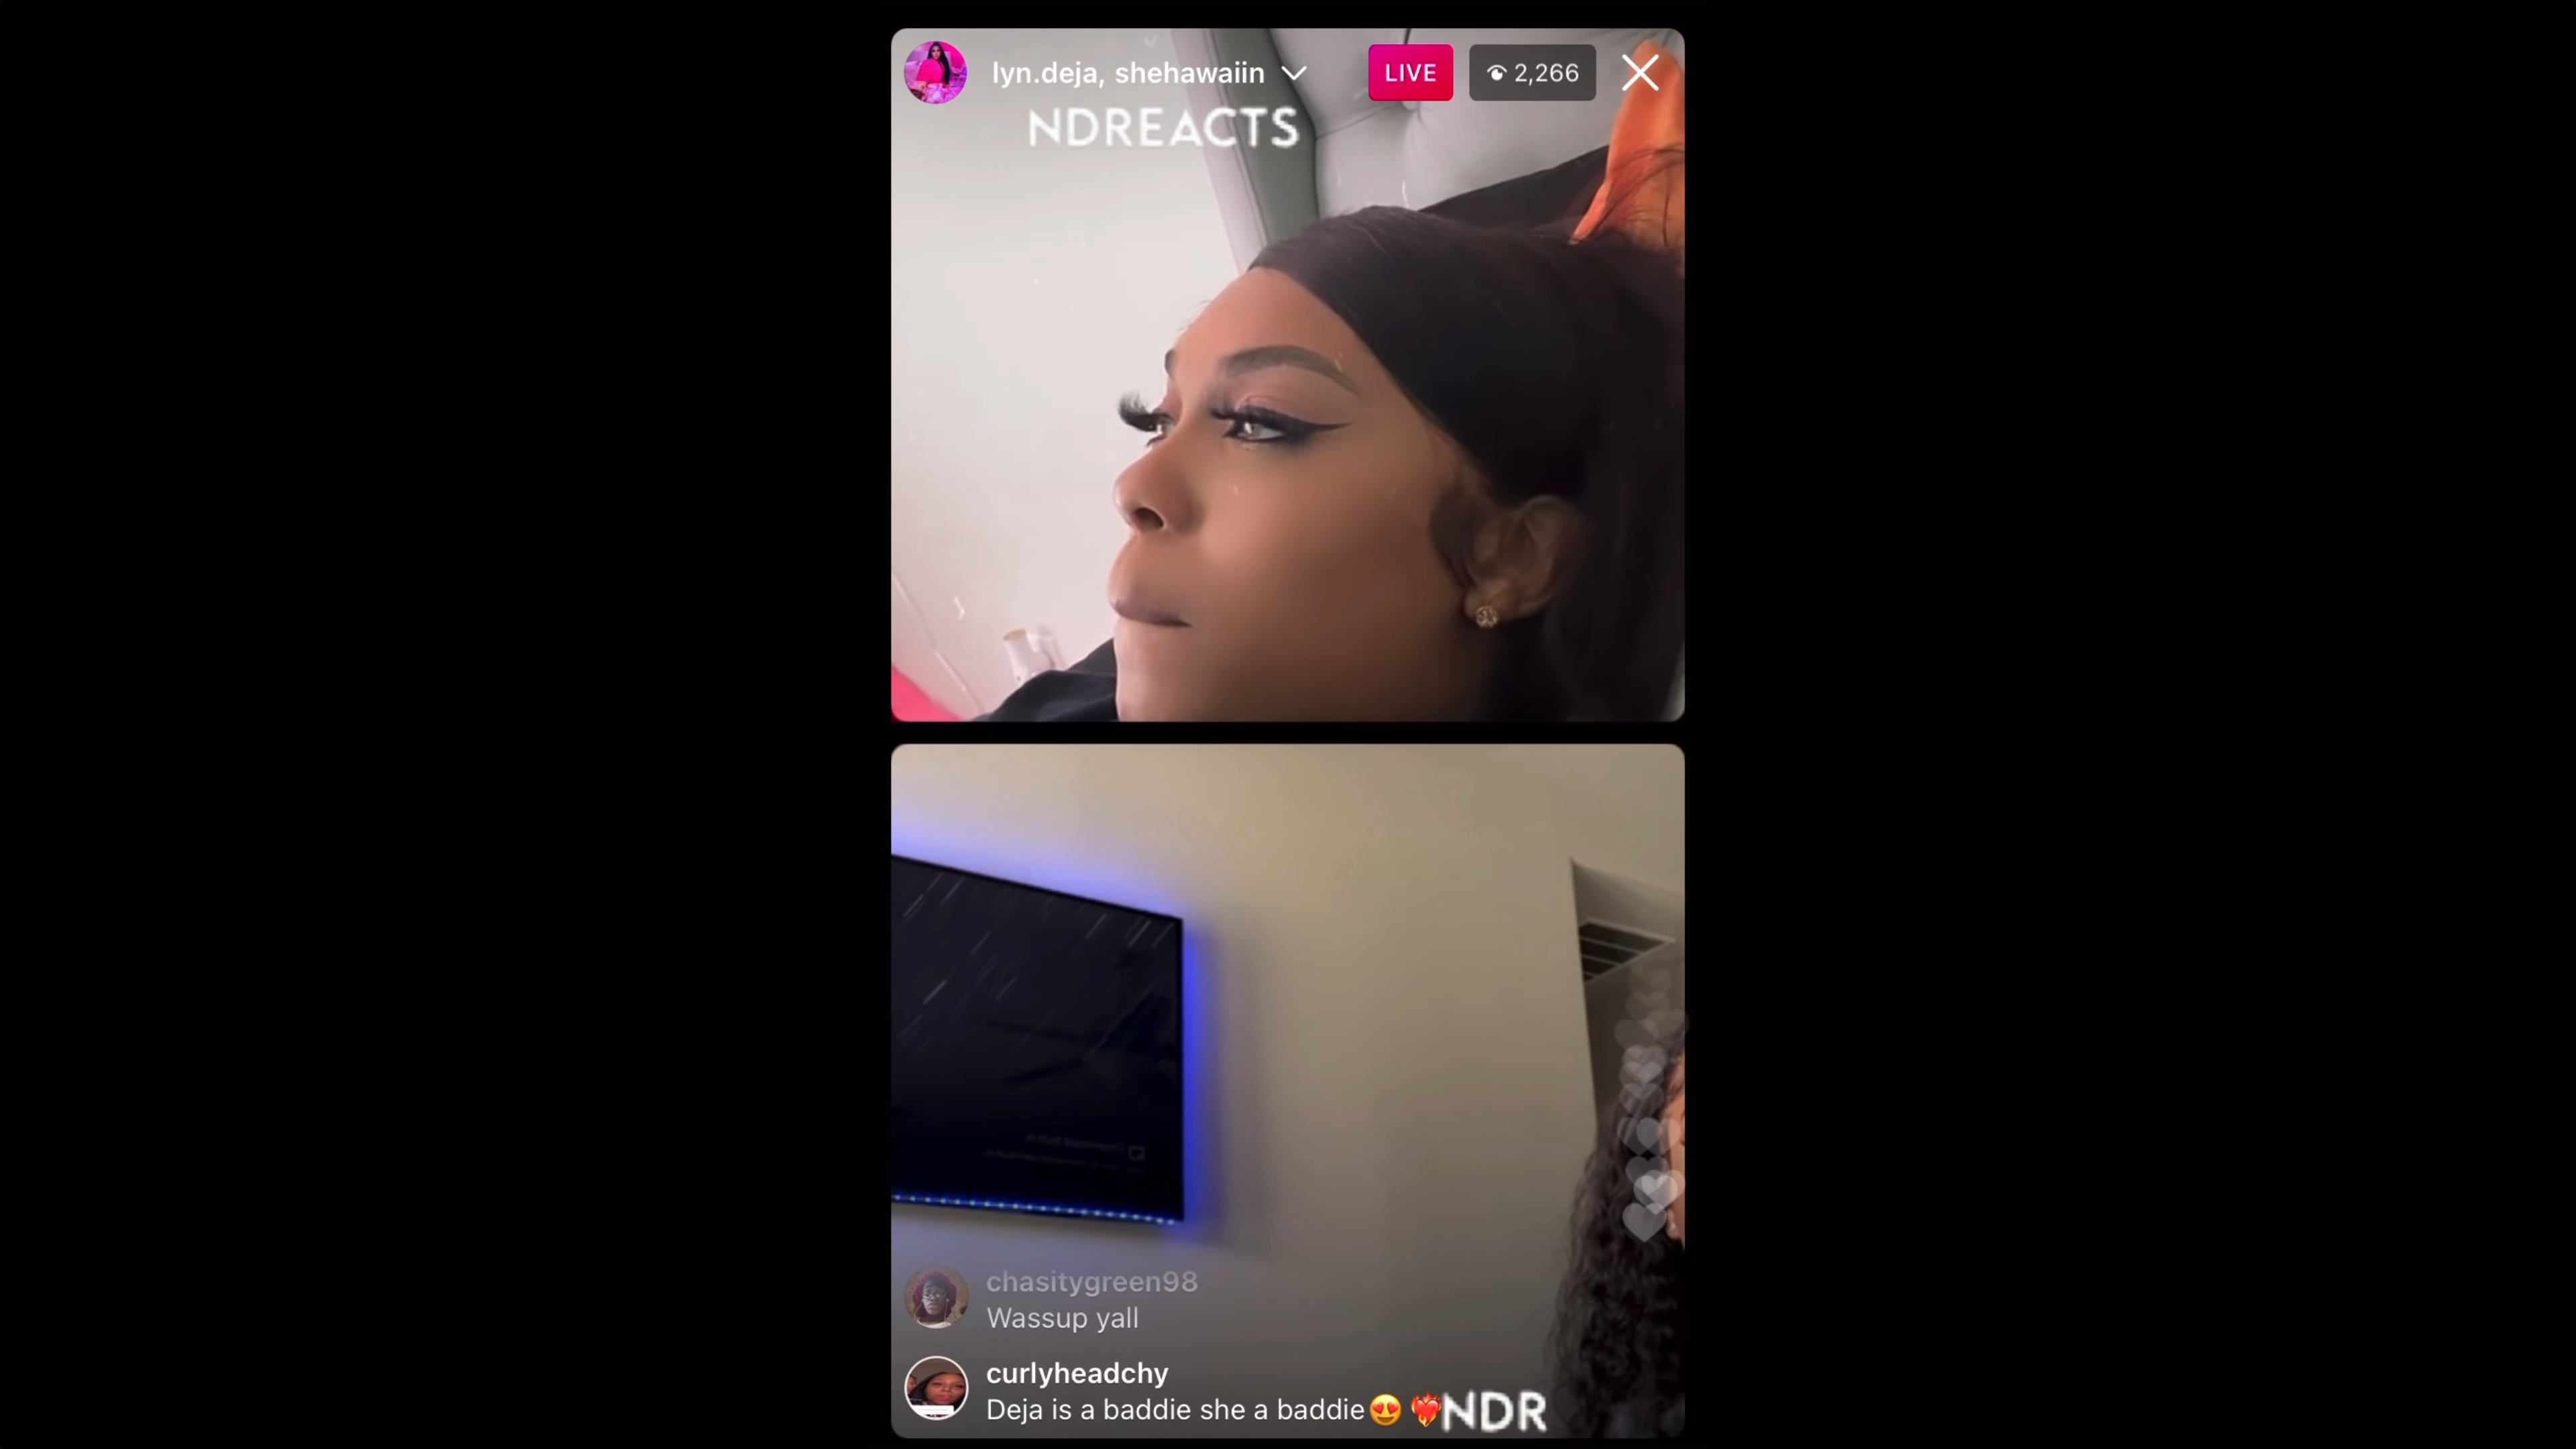 lyn.deja, shehawaiin
LIVE
2,266
NDREACTS
chasitygreen98
Wassup yall
curlyheadchy
Deja is a baddie she a baddie😍 ❤️‍🔥NDR